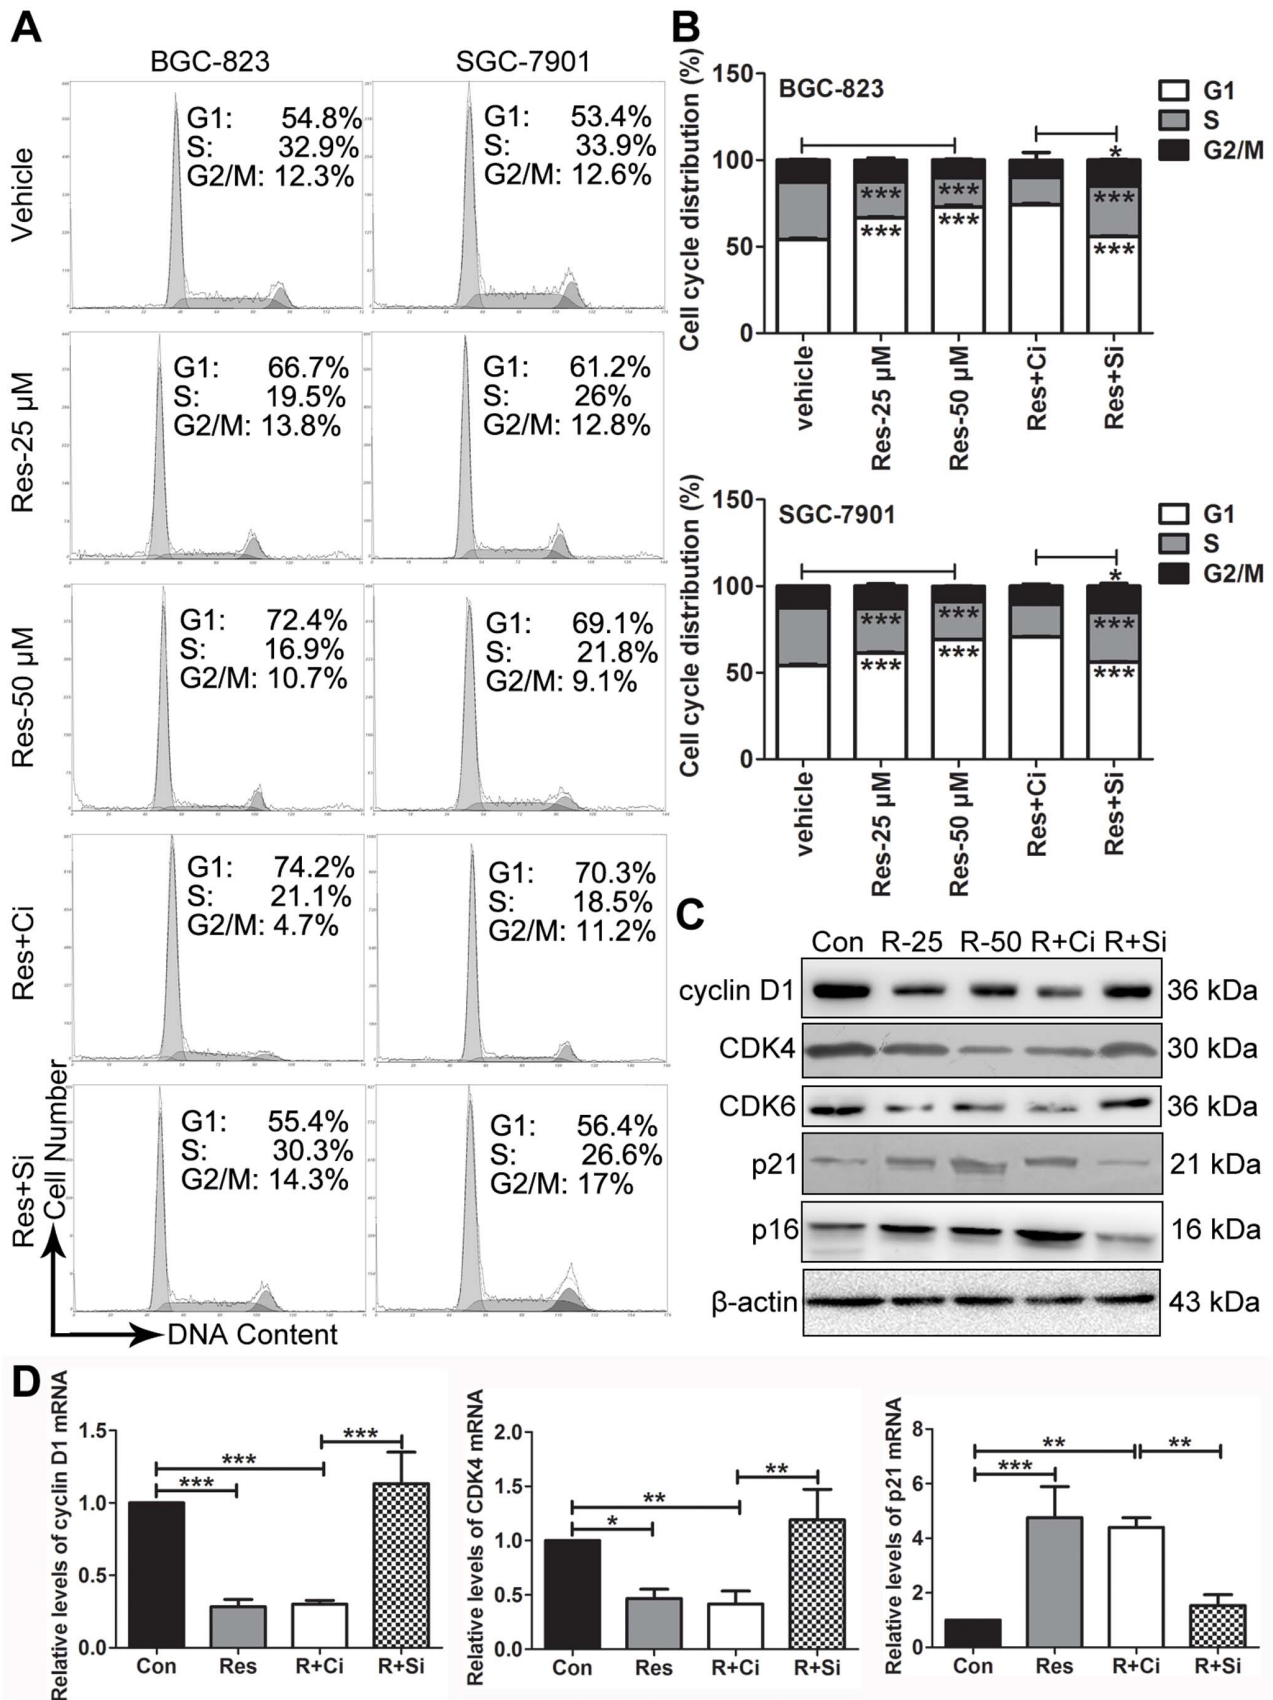 A
BGC-823
SGC-7901
Vehicle
G1: 54.8%
S: 32.9%
G2/M: 12.3%
G1: 53.4%
S: 33.9%
G2/M: 12.6%
Res-25 µM
G1: 66.7%
S: 19.5%
G2/M: 13.8%
G1: 61.2%
S: 26%
G2/M: 12.8%
Res-50 µM
G1: 72.4%
S: 16.9%
G2/M: 10.7%
G1: 69.1%
S: 21.8%
G2/M: 9.1%
Res+Ci
G1: 74.2%
S: 21.1%
G2/M: 4.7%
G1: 70.3%
S: 18.5%
G2/M: 11.2%
Res+Si
G1: 55.4%
S: 30.3%
G2/M: 14.3%
G1: 56.4%
S: 26.6%
G2/M: 17%
Cell Number
DNA Content
B
Cell cycle distribution (%)
150
100
50
0
BGC-823
G1
S
G2/M
*
*** *** ***
*** *** ***
vehicle
Res-25 µM
Res-50 µM
Res+Ci
Res+Si
Cell cycle distribution (%)
150
100
50
0
SGC-7901
G1
S
G2/M
*
*** *** ***
*** *** ***
vehicle
Res-25 µM
Res-50 µM
Res+Ci
Res+Si
C
Con R-25 R-50 R+Ci R+Si
cyclin D1 36 kDa
CDK4 30 kDa
CDK6 36 kDa
p21 21 kDa
p16 16 kDa
β-actin 43 kDa
D
Relative levels of cyclin D1 mRNA
1.5
1.0
0.5
0.0
***
***
***
Con Res R+Ci R+Si
Relative levels of CDK4 mRNA
2.0
1.5
1.0
0.5
0.0
**
**
*
Con Res R+Ci R+Si
Relative levels of p21 mRNA
8
6
4
2
0
** **
***
Con Res R+Ci R+Si